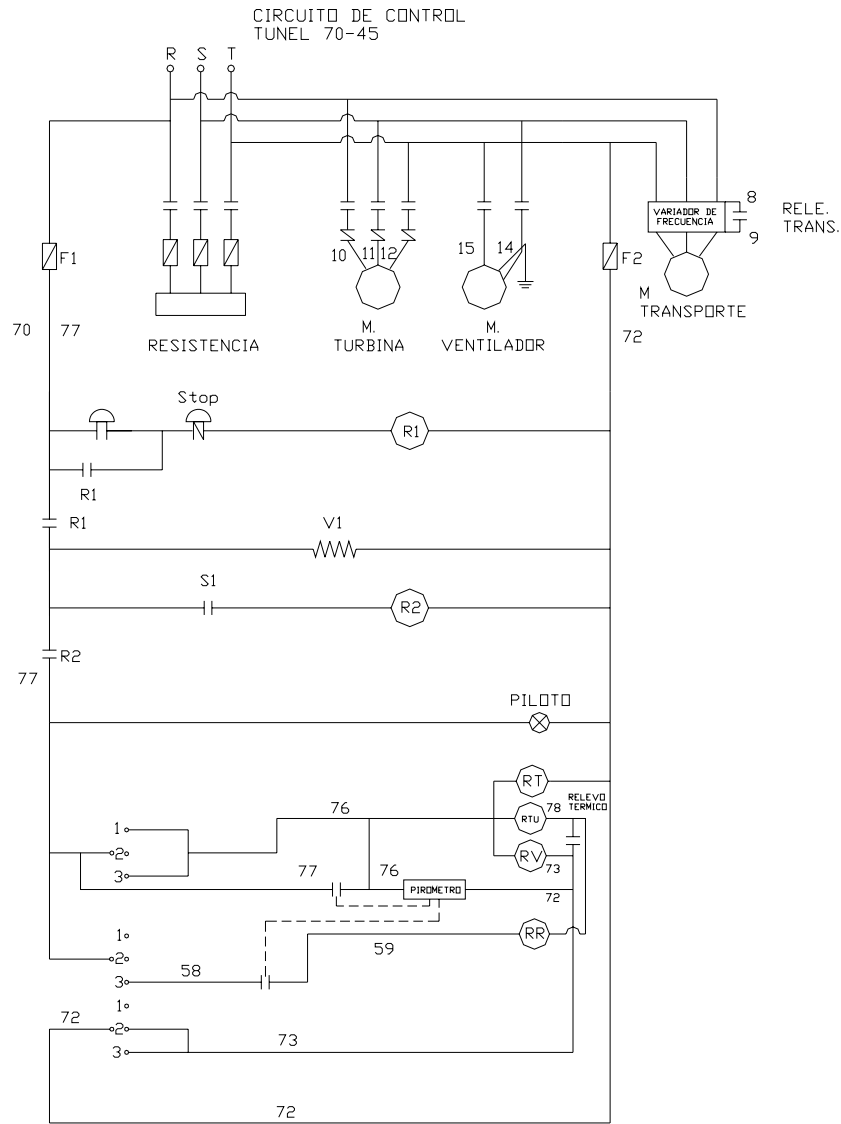 CIRCUITO DE CONTROL
TUNEL 70-45
R S T
8
VARIADOR DE
FRECUENCIA
RELE.
TRANS.
9
F1
10 11 12
15 14
F2
M
TRANSPORTE
70 77
RESISTENCIA
M.
TURBINA
M.
VENTILADOR
72
Stop
R1
R1
R1
V1
S1
R2
R2
77
PILOTO
RT
RELEVO
TERMICO
76
78
RTU
1
2
3
RV
73
77
76
PIROMETRO
72
1
2
3
RR
59
58
1
72
2
3
73
72